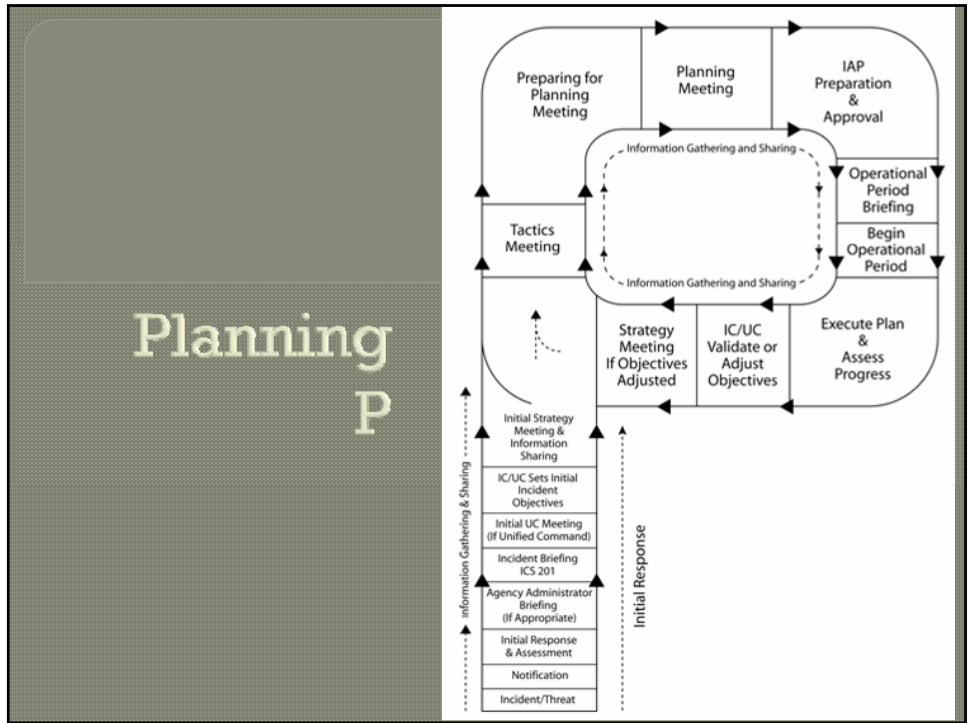 Planning
P
Preparing for
Planning
Meeting
Planning
Meeting
IAP
Preparation
&
Approval
Information Gathering and Sharing
Operational
Period
Briefing
Begin
Operational
Period
Tactics
Meeting
Information Gathering and Sharing
Strategy
Meeting
If Objectives
Adjusted
IC/UC
Validate or
Adjust
Objectives
Execute Plan
&
Assess
Progress
Initial Strategy
Meeting &
Information
Sharing
IC/UC Sets Initial
Incident
Objectives
Initial UC Meeting
(If Unified Command)
Incident Briefing
ICS 201
Agency Administrator
Briefing
(If Appropriate)
Initial Response
& Assessment
Notification
Incident/Threat
Information Gathering & Sharing
Initial Response